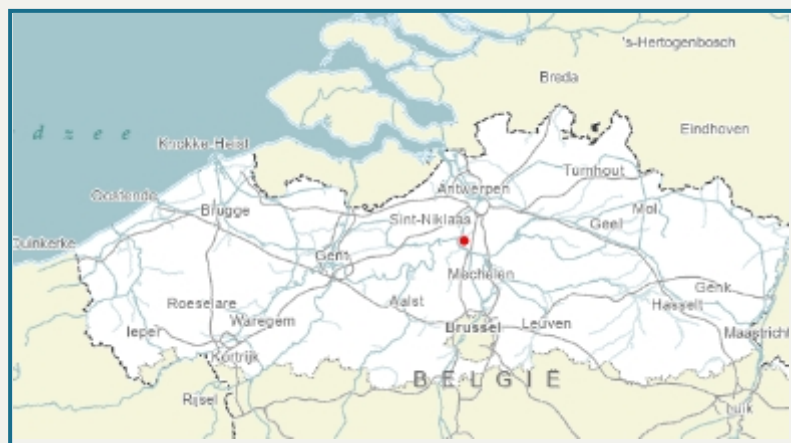 's-Hertogenbosch
Breda
dzee
Eindhoven
Knokke-Heist
Turnhout
Antwerpen
Oostende
Mol
Brugge
Sint-Niklaas
Geel
Duinkerke
Gent
Mechelen
Genk
Roeselare
Aalst
Hasselt
Waregem
Brussel
Leuven
Ieper
Maastricht
Kortrijk
BELGIË
Rijsel
Luik